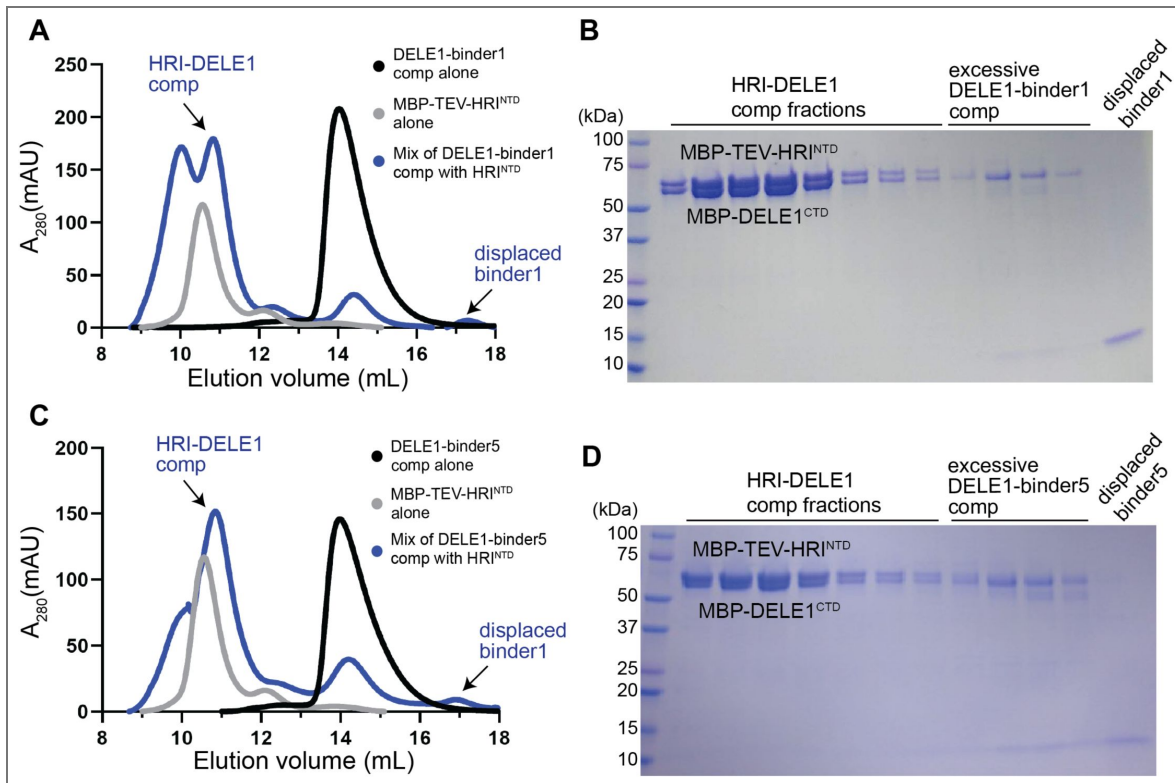 A
250
200
150
100
50
0
A280(mAU)
8
10
12
14
16
18
Elution volume (mL)
HRI-DELE1
comp
DELE1-binder1
comp alone
MBP-TEV-HRINTD
alone
Mix of DELE1-binder1
comp with HRINTD
displaced
binder1
B
HRI-DELE1
comp fractions
excessive
DELE1-binder1
comp
displaced
binder1
(kDa)
100
75
50
37
25
20
15
10
MBP-TEV-HRINTD
MBP-DELE1CTD
C
200
150
100
50
0
A280(mAU)
8
10
12
14
16
18
Elution volume (mL)
HRI-DELE1
comp
DELE1-binder5
comp alone
MBP-TEV-HRINTD
alone
Mix of DELE1-binder5
comp with HRINTD
displaced
binder1
D
HRI-DELE1
comp fractions
excessive
DELE1-binder5
comp
displaced
binder5
(kDa)
100
75
50
37
25
20
15
10
MBP-TEV-HRINTD
MBP-DELE1CTD